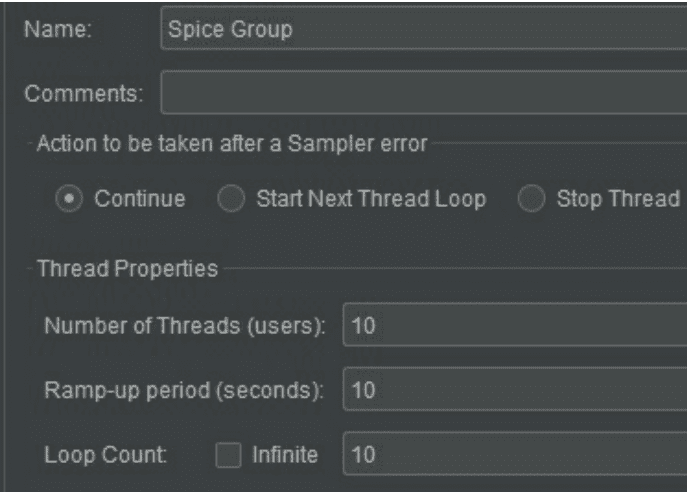 Name: Spice Group
Comments:
Action to be taken after a Sampler error
Continue Start Next Thread Loop Stop Thread
Thread Properties
Number of Threads (users): 10
Ramp-up period (seconds): 10
Loop Count: Infinite 10